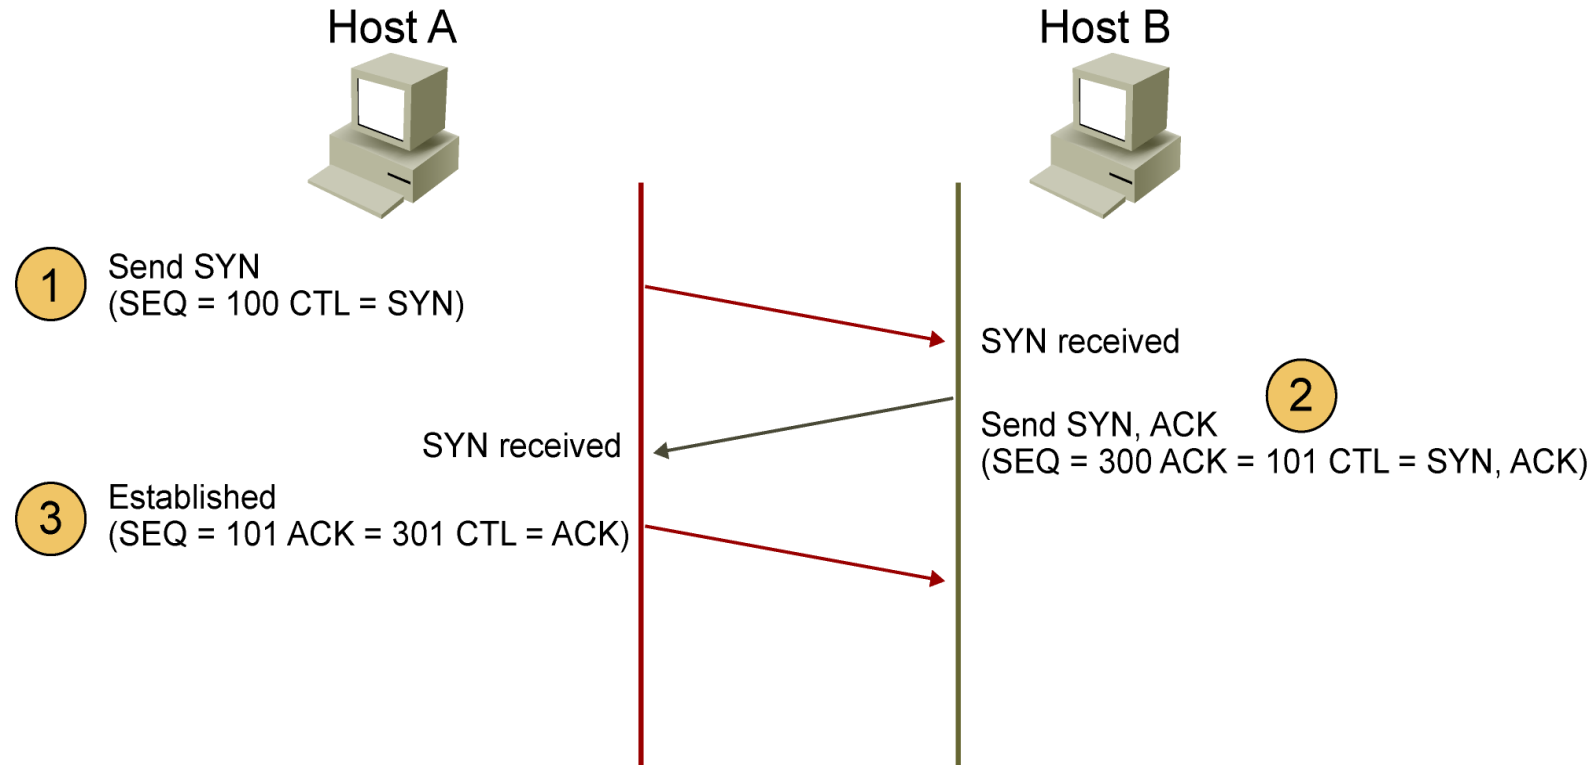 Host A
Host B
1
Send SYN
(SEQ = 100 CTL = SYN)
SYN received
2
Send SYN, ACK
(SEQ = 300 ACK = 101 CTL = SYN, ACK)
SYN received
3
Established
(SEQ = 101 ACK = 301 CTL = ACK)